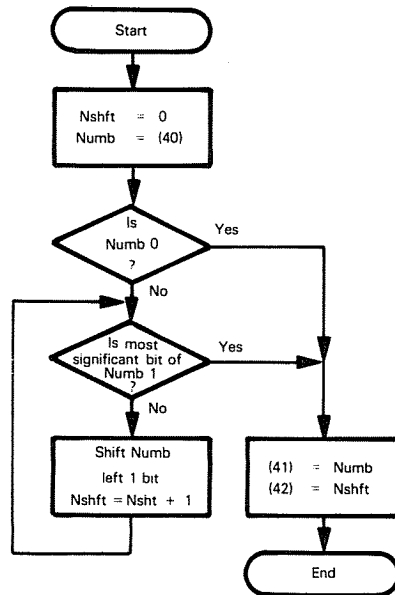 Start
Nshft = 0
Numb = (40)
Is
Numb 0
?
Yes
No
Is most
significant bit of
Numb 1
?
Yes
No
Shift Numb
left 1 bit
Nshft = Nsht + 1
(41) = Numb
(42) = Nshft
End